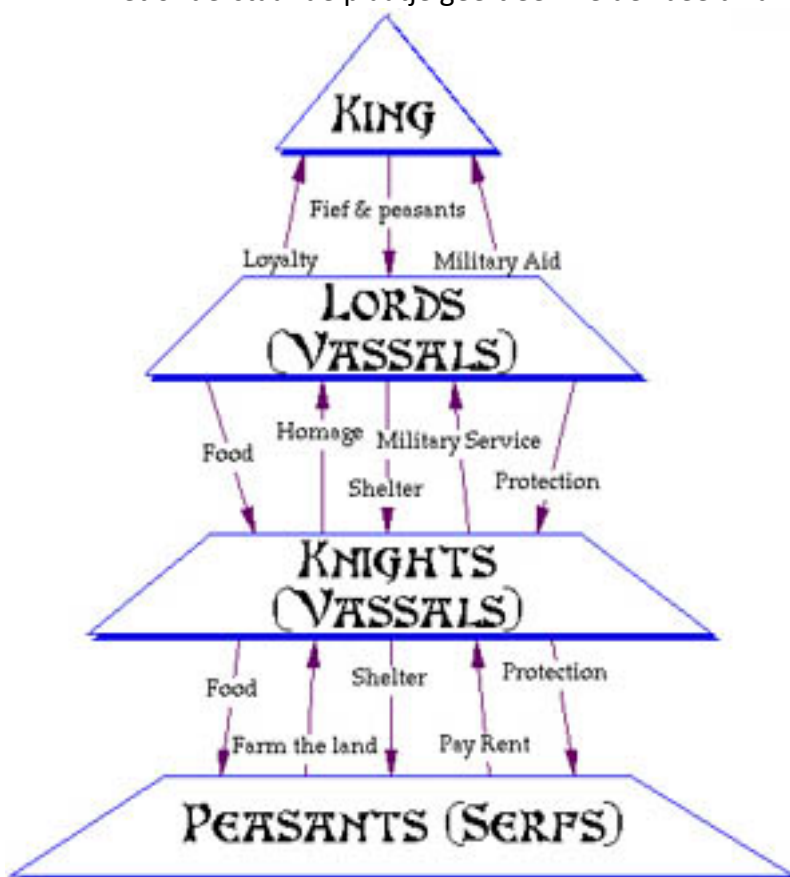 KING
Fief & peasants
Loyalty
Military Aid
LORDS
(VASSALS)
Homage
Military Service
Food
Protection
Shelter
KNIGHTS
(VASSALS)
Protection
Shelter
Food
Farm the land
Pay Rent
PEASANTS (SERFS)